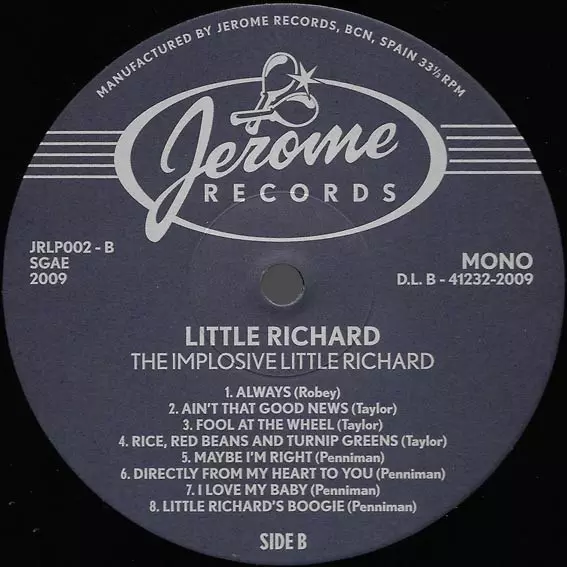 MANUFACTURED BY JEROME RECORDS, BCN, SPAIN 33⅓ RPM
Jerome
RECORDS
JRLP002 - B
SGAE
2009
MONO
D.L. B - 41232-2009
LITTLE RICHARD
THE IMPLOSIVE LITTLE RICHARD
1. ALWAYS (Robey)
2. AIN'T THAT GOOD NEWS (Taylor)
3. FOOL AT THE WHEEL (Taylor)
4. RICE, RED BEANS AND TURNIP GREENS (Taylor)
5. MAYBE I'M RIGHT (Penniman)
6. DIRECTLY FROM MY HEART TO YOU (Penniman)
7. I LOVE MY BABY (Penniman)
8. LITTLE RICHARD'S BOOGIE (Penniman)
SIDE B